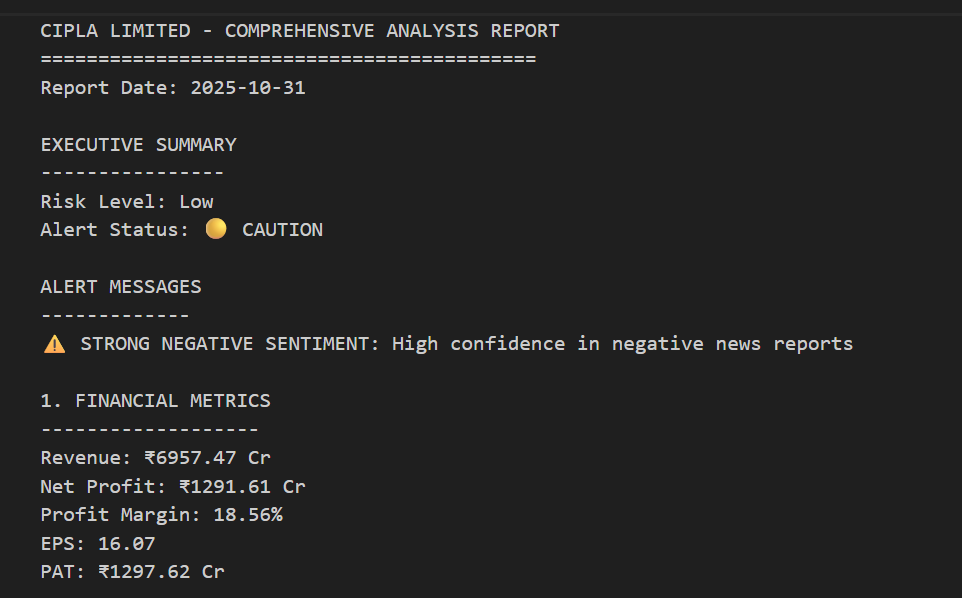 CIPLA LIMITED - COMPREHENSIVE ANALYSIS REPORT
===========================================
Report Date: 2025-10-31
EXECUTIVE SUMMARY
----------------
Risk Level: Low
Alert Status: 🟡 CAUTION
ALERT MESSAGES
-------------
⚠️ STRONG NEGATIVE SENTIMENT: High confidence in negative news reports
1. FINANCIAL METRICS
-------------------
Revenue: ₹6957.47 Cr
Net Profit: ₹1291.61 Cr
Profit Margin: 18.56%
EPS: 16.07
PAT: ₹1297.62 Cr